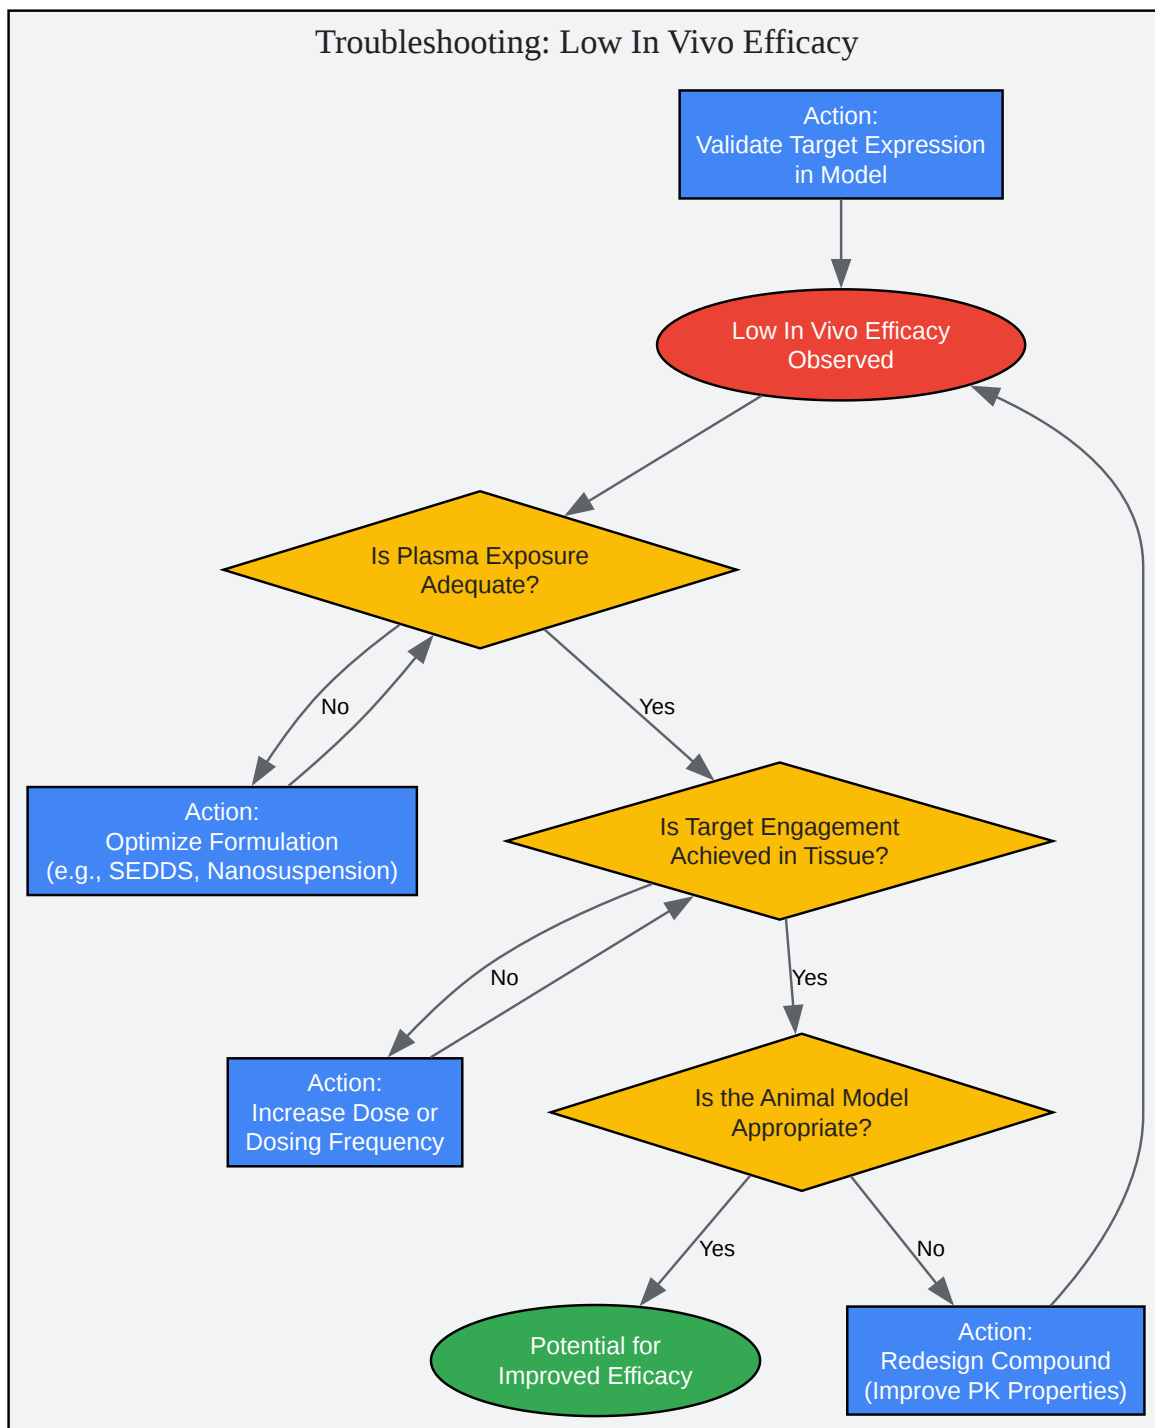 Troubleshooting: Low In Vivo Efficacy
Action:
Validate Target Expression
in Model
Low In Vivo Efficacy
Observed
Is Plasma Exposure
Adequate?
No
Yes
Action:
Optimize Formulation
(e.g., SEDDS, Nanosuspension)
Is Target Engagement
Achieved in Tissue?
No
Yes
Action:
Increase Dose or
Dosing Frequency
Is the Animal Model
Appropriate?
Yes
No
Potential for
Improved Efficacy
Action:
Redesign Compound
(Improve PK Properties)